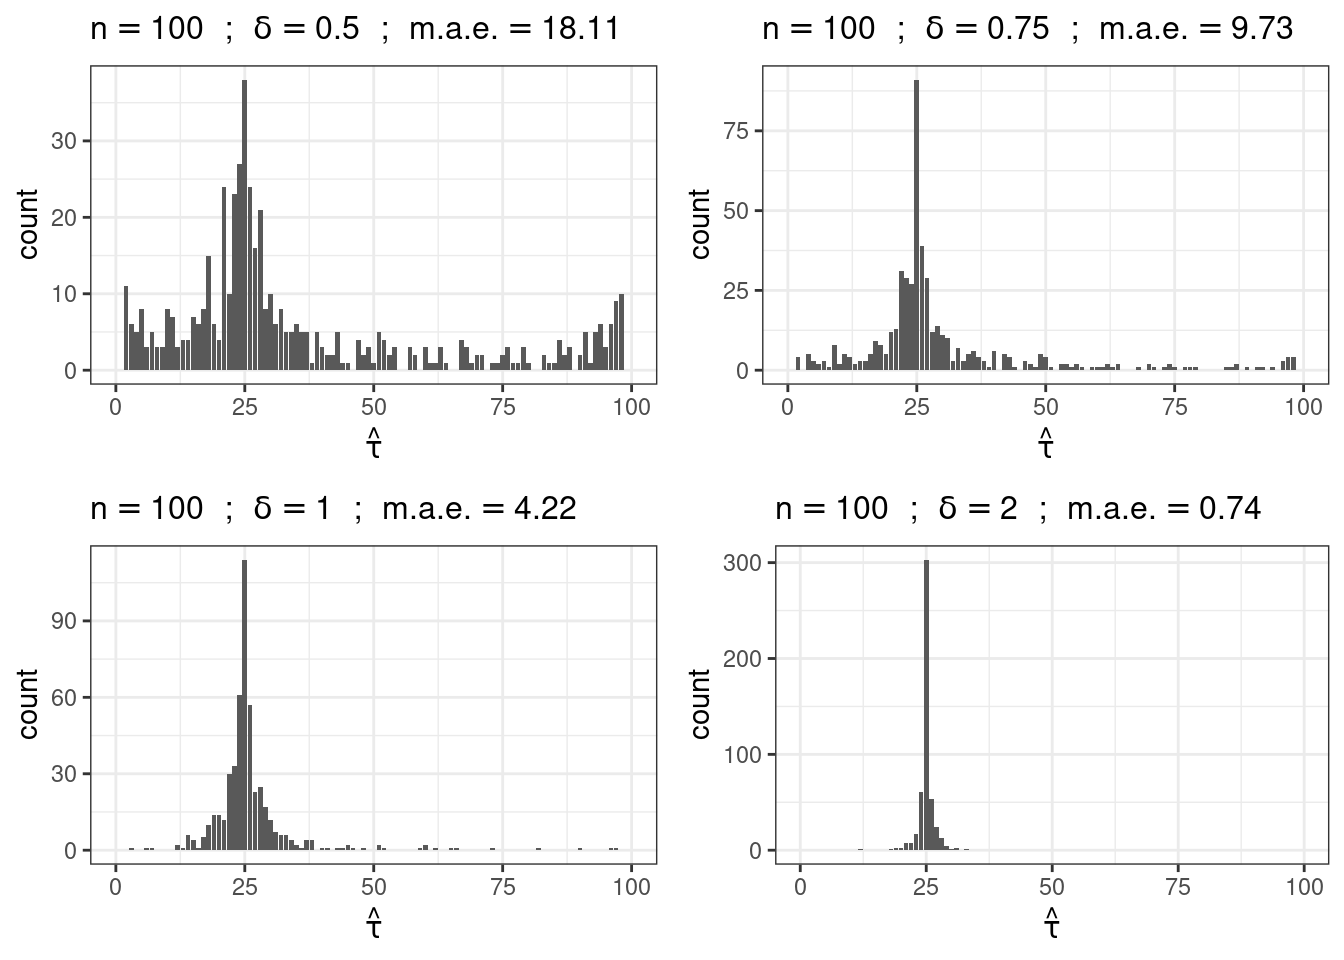 n = 100 ; δ = 0.5 ; m.a.e. = 18.11
count
30
20
10
0
0 25 50 75 100
τ̂
n = 100 ; δ = 0.75 ; m.a.e. = 9.73
count
75
50
25
0
0 25 50 75 100
τ̂
n = 100 ; δ = 1 ; m.a.e. = 4.22
count
90
60
30
0
0 25 50 75 100
τ̂
n = 100 ; δ = 2 ; m.a.e. = 0.74
count
300
200
100
0
0 25 50 75 100
τ̂